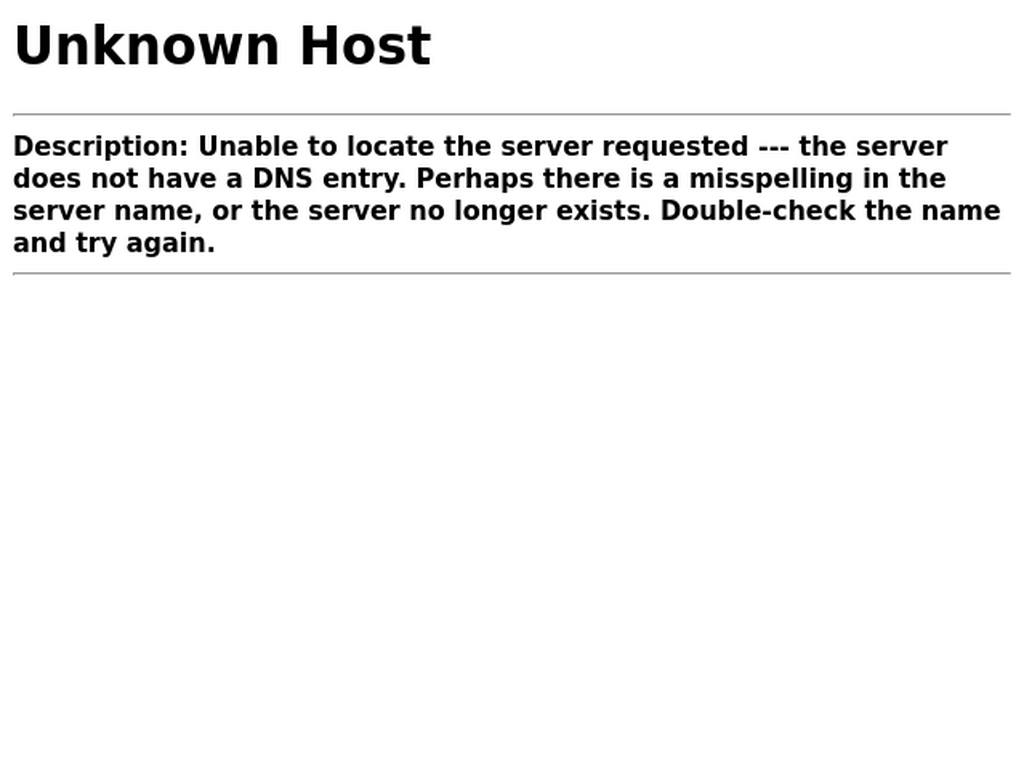 Unknown Host
Description: Unable to locate the server requested --- the server
does not have a DNS entry. Perhaps there is a misspelling in the
server name, or the server no longer exists. Double-check the name
and try again.